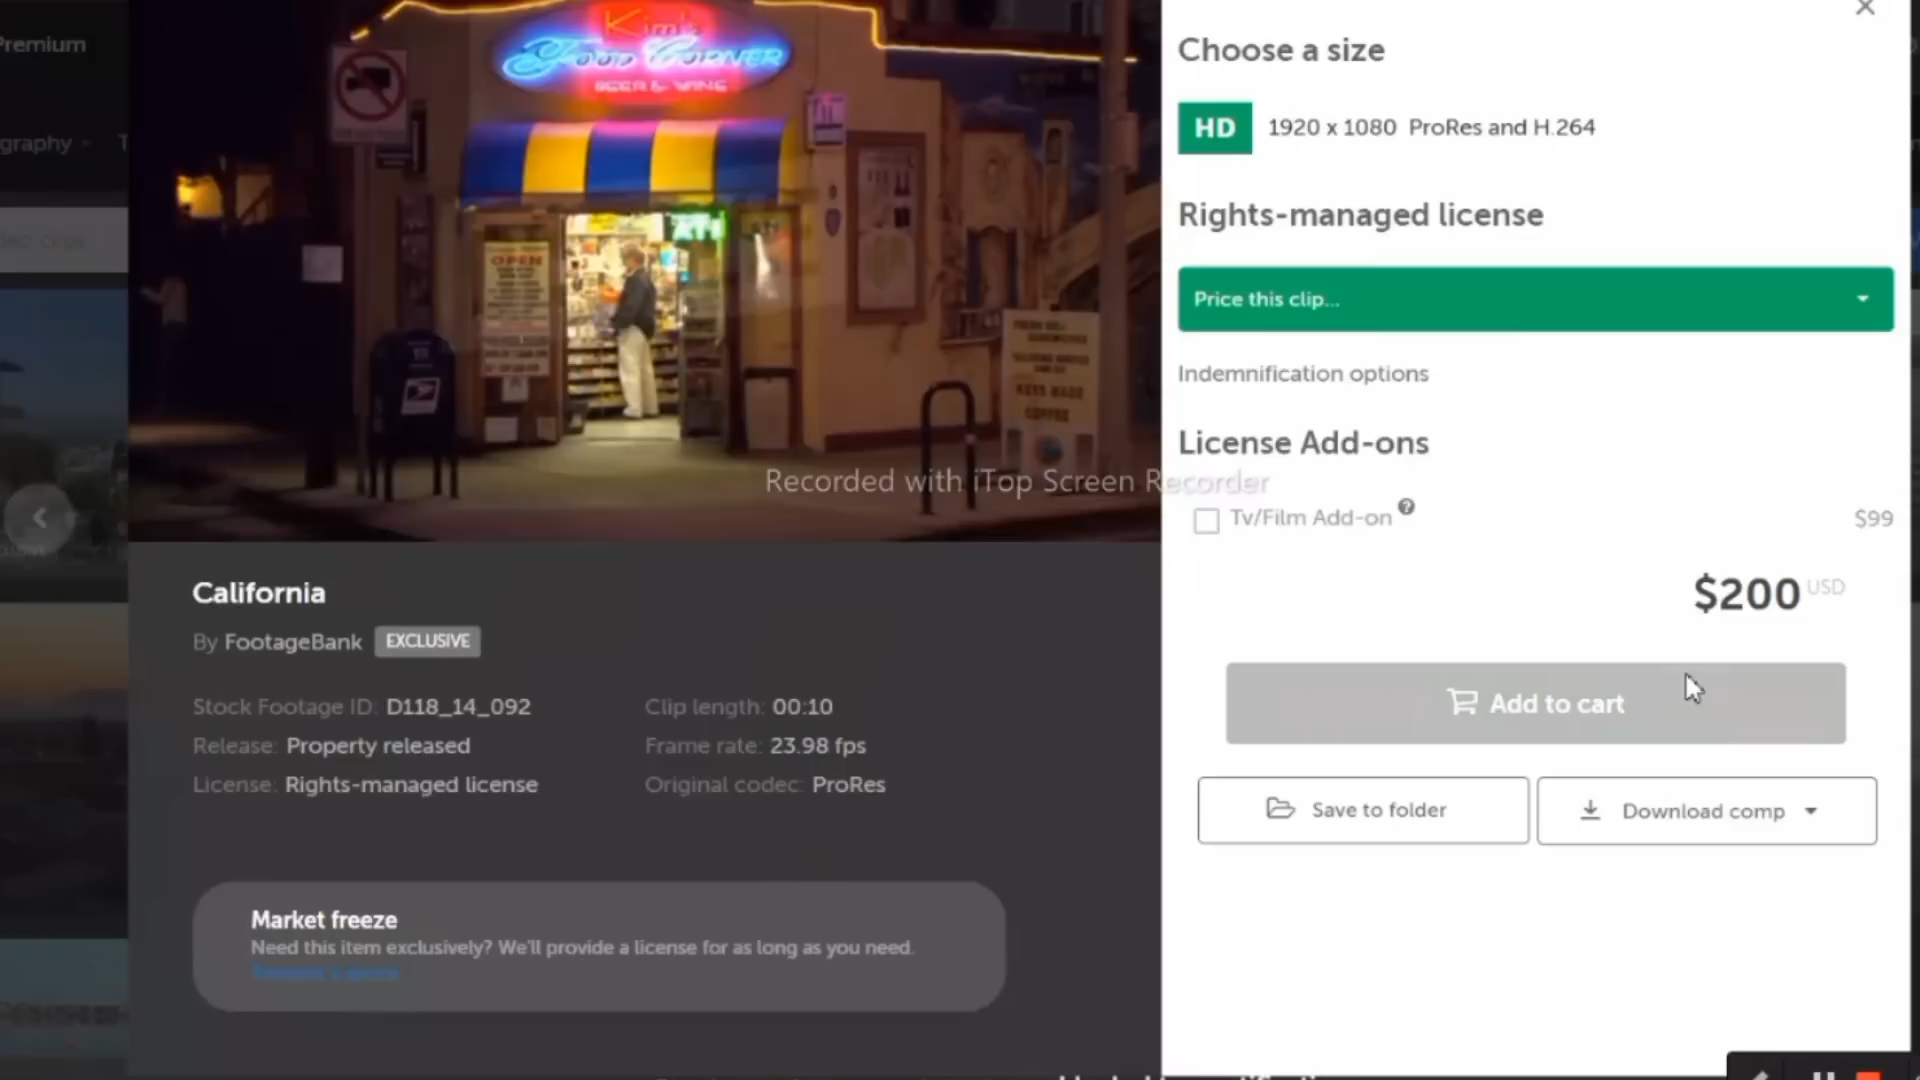 Premium
Kim's
FOOD CORNER
BEER & WINE
OPEN
ATM
KEYS MADE
COFFEE
Recorded with iTop Screen Recorder
California
By FootageBank EXCLUSIVE
Stock Footage ID: D118_14_092
Clip length: 00:10
Release: Property released
Frame rate: 23.98 fps
License: Rights-managed license
Original codec: ProRes
Market freeze
Need this item exclusively? We'll provide a license for as long as you need.
Choose a size
HD 1920 x 1080 ProRes and H.264
Rights-managed license
Price this clip...
Indemnification options
License Add-ons
Tv/Film Add-on ? $99
$200 USD
Add to cart
Save to folder
Download comp